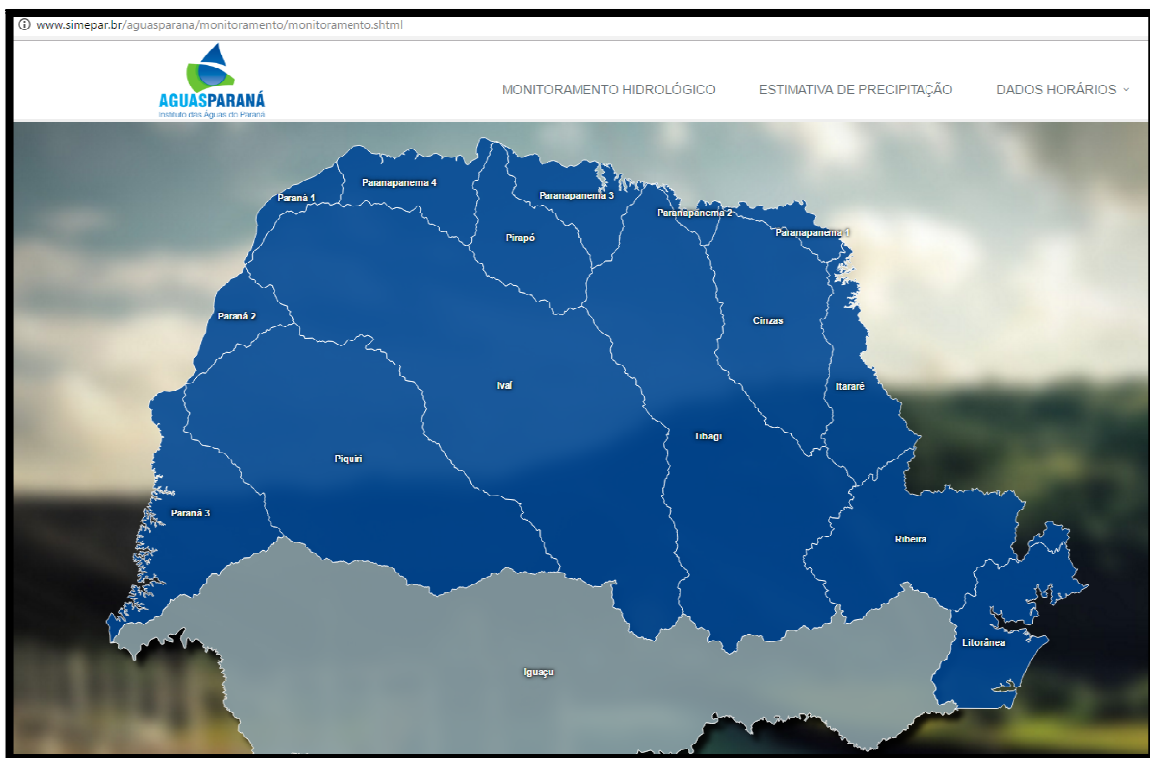 www.simepar.br/aguasparana/monitoramento/monitoramento.shtml
AGUASPARANÁ
Instituto das Águas do Paraná
MONITORAMENTO HIDROLÓGICO
ESTIMATIVA DE PRECIPITAÇÃO
DADOS HORÁRIOS
Paranapanema 4
Paraná 1
Paranapanema 3
Paranapanema 2
Paranapanema 1
Pirapó
Paraná 2
Cinzas
Ivaí
Itararé
Tibagi
Piquiri
Paraná 3
Ribeira
Litorânea
Iguaçu